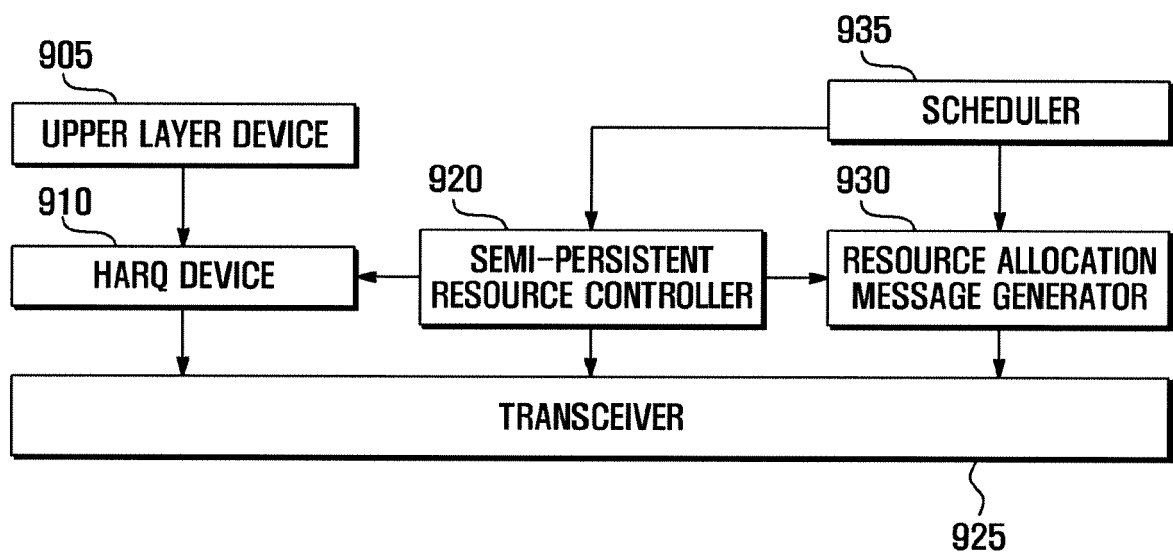 935
905
SCHEDULER
UPPER LAYER DEVICE
920
930
910
SEMI-PERSISTENT
RESOURCE CONTROLLER
RESOURCE ALLOCATION
MESSAGE GENERATOR
HARQ DEVICE
TRANSCEIVER
925